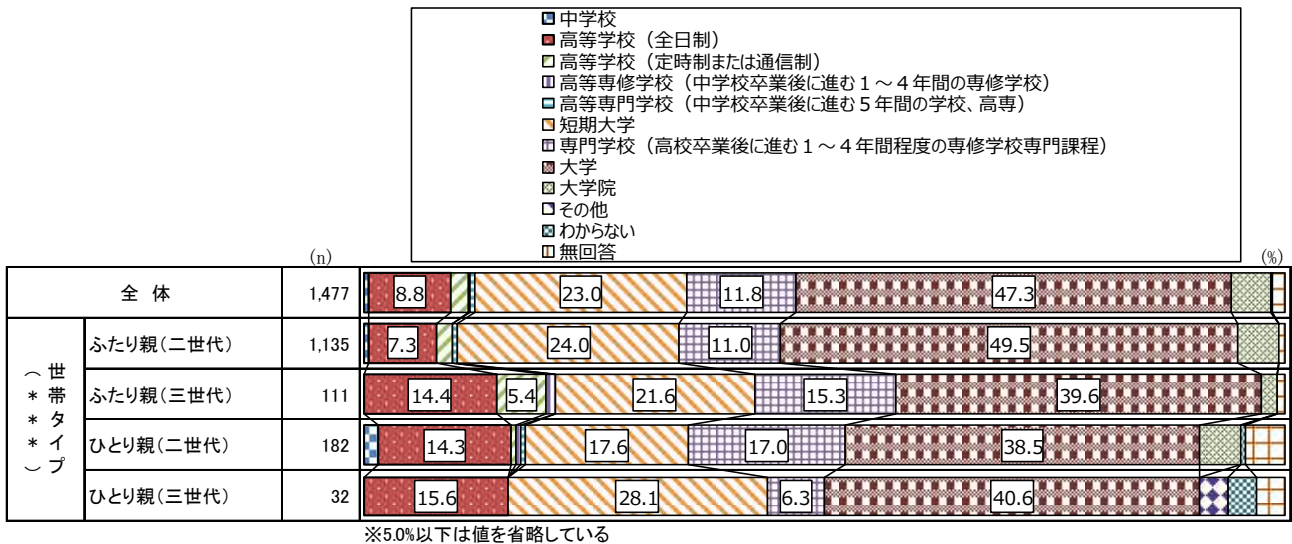 中学校
高等学校（全日制）
高等学校（定時制または通信制）
高等専修学校（中学校卒業後に進む１～４年間の専修学校）
高等専門学校（中学校卒業後に進む５年間の学校、高専）
短期大学
専門学校（高校卒業後に進む１～４年間程度の専修学校専門課程）
大学
大学院
その他
わからない
無回答
(n) (%)
全 体 1,477 8.8 23.0 11.8 47.3
世帯タイプ（***）
ふたり親（二世代） 1,135 7.3 24.0 11.0 49.5
ふたり親（三世代） 111 14.4 5.4 21.6 15.3 39.6
ひとり親（二世代） 182 14.3 17.6 17.0 38.5
ひとり親（三世代） 32 15.6 28.1 6.3 40.6
※5.0%以下は値を省略している